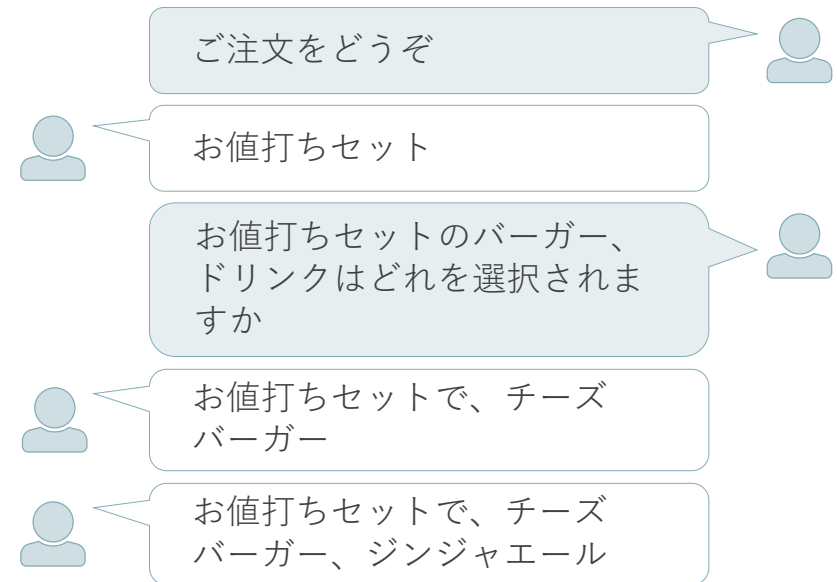 ご注文をどうぞ
お値打ちセット
お値打ちセットのバーガー、
ドリンクはどれを選択されま
すか
お値打ちセットで、チーズ
バーガー
お値打ちセットで、チーズ
バーガー、ジンジャエール